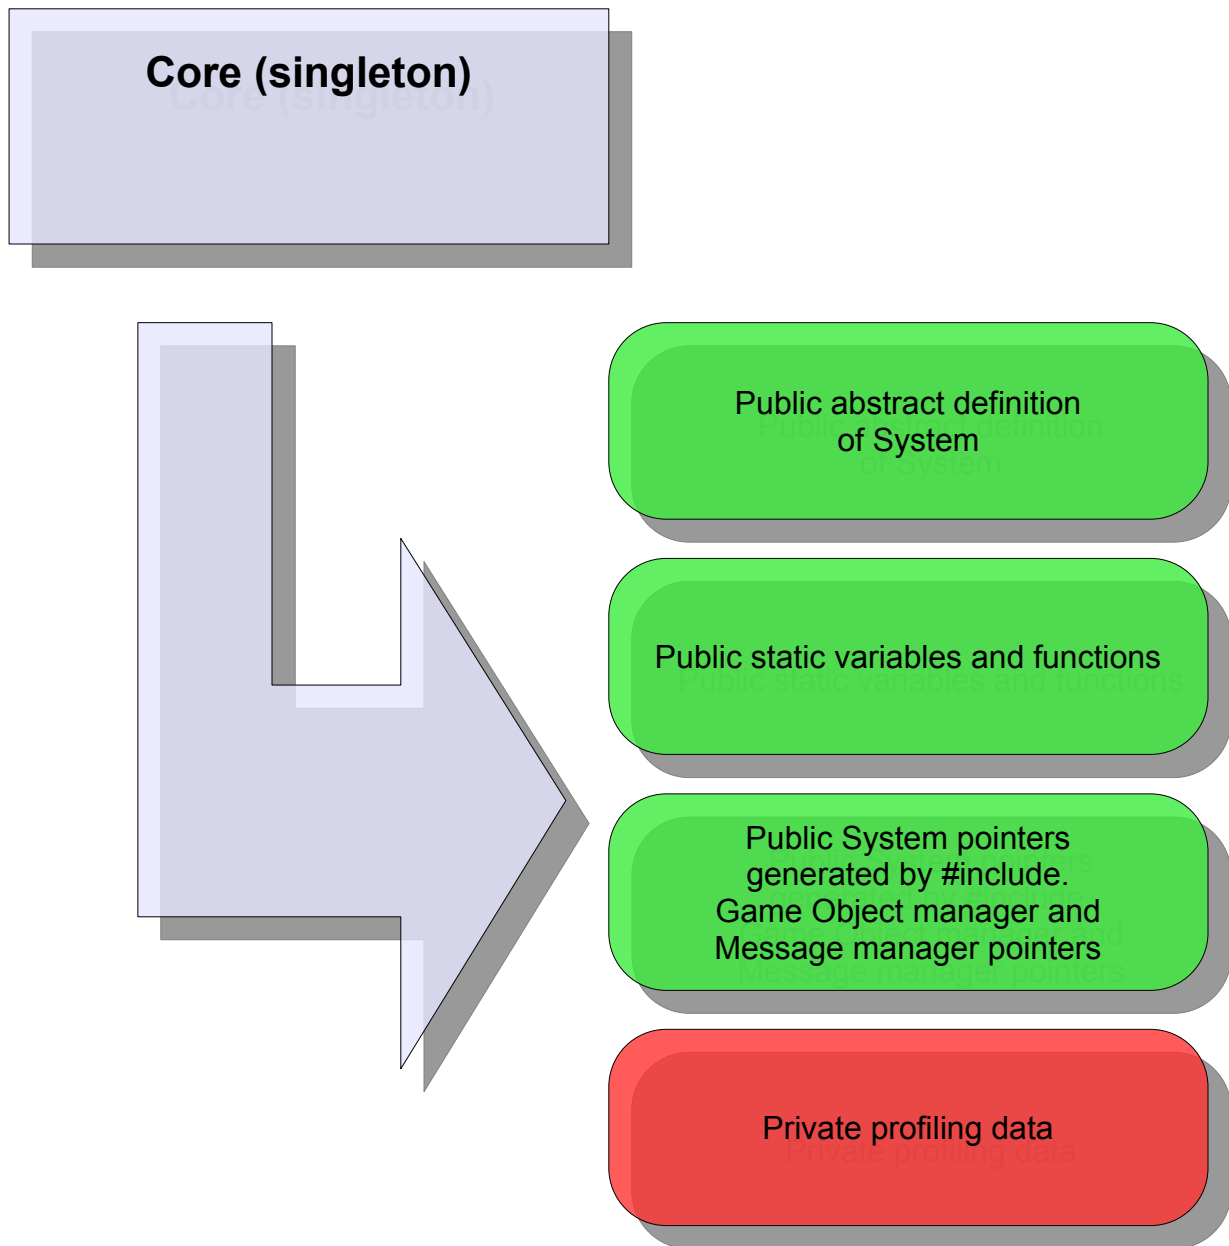 Core (singleton)
Public abstract definition
of System
Public static variables and functions
Public System pointers
generated by #include.
Game Object manager and
Message manager pointers
Private profiling data